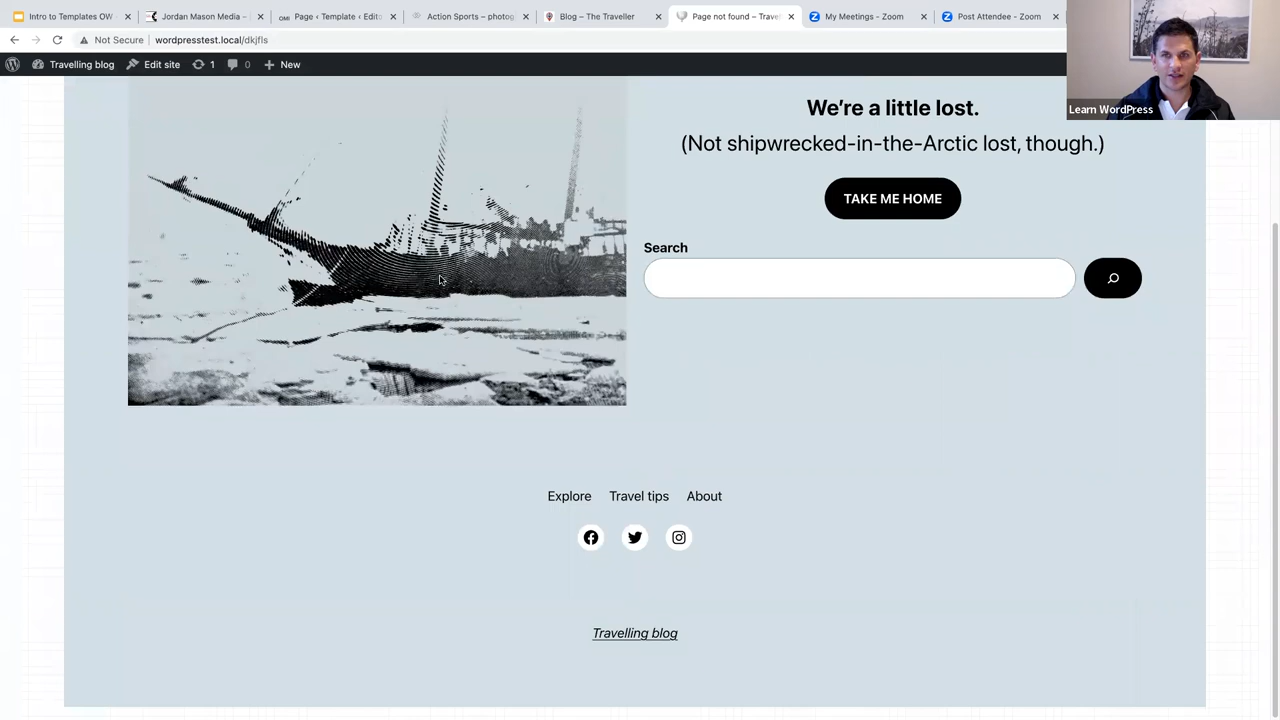 Intro to Templates OW
Jordan Mason Media –
OMI
Page ‹ Template ‹ Edito
Action Sports – photog
Blog – The Traveller
Page not found – Trave
My Meetings - Zoom
Post Attendee - Zoom
Not Secure
wordpresstest.local/dkjfls
Travelling blog
Edit site
1
0
New
Learn WordPress
We're a little lost.
(Not shipwrecked-in-the-Arctic lost, though.)
TAKE ME HOME
Search
Explore
Travel tips
About
Travelling blog